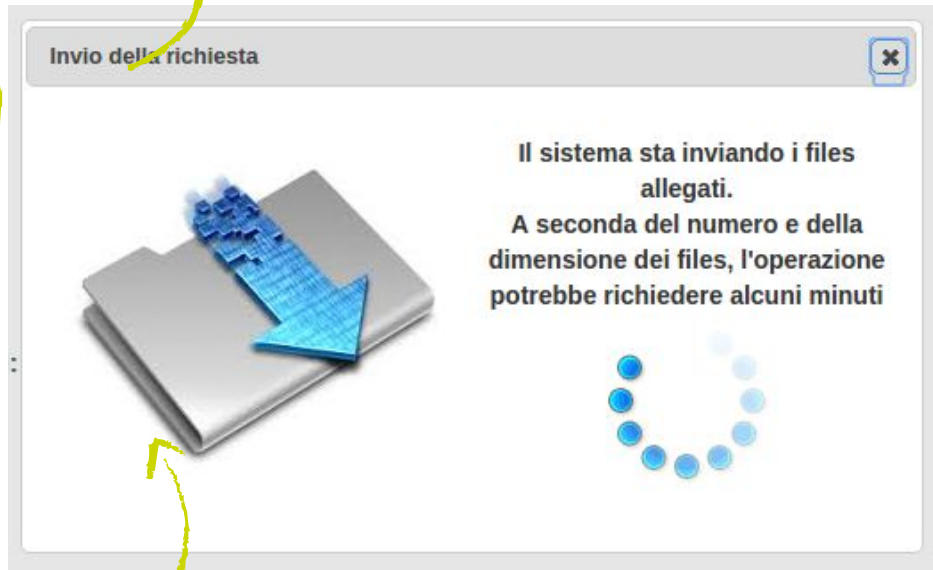 Invio della richiesta
Il sistema sta inviando i files
allegati.
A seconda del numero e della
dimensione dei files, l'operazione
potrebbe richiedere alcuni minuti